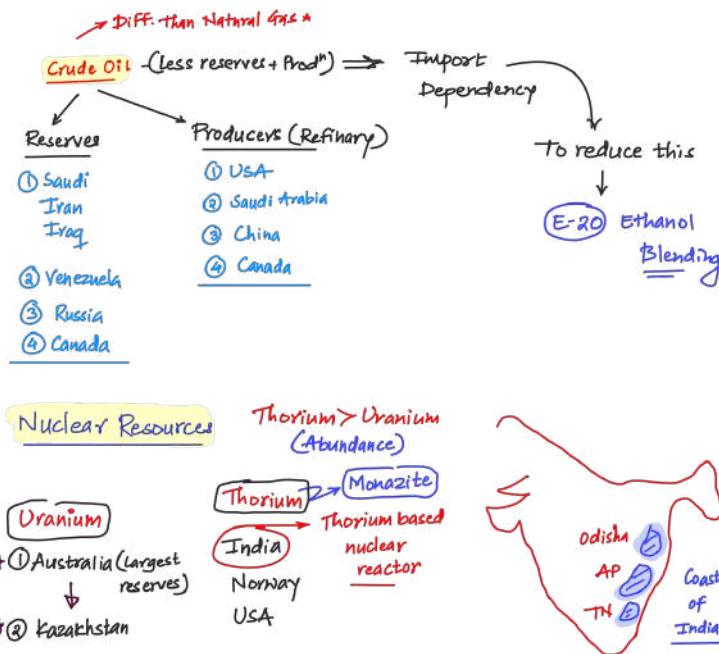 Diff. Than Natural Gas *
Crude Oil - (Less reserves + Prodⁿ) ⇒ Import
Dependency
Reserves
① Saudi
Iran
Iraq
② Venezuela
③ Russia
④ Canada
Producers (Refinary)
① USA
② Saudi Arabia
③ China
④ Canada
To reduce this
E-20 Ethanol
Blending
Nuclear Resources
Thorium > Uranium
(Abundance)
Uranium
① Australia (largest
reserves)
② Kazakhstan
Thorium → Monazite
India → Thorium based
nuclear
reactor
Norway
USA
Odisha
AP
TN
Coast
of
India